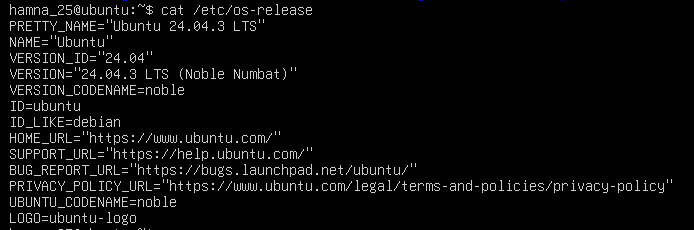 hamna_25@ubuntu:~$ cat /etc/os-release
PRETTY_NAME="Ubuntu 24.04.3 LTS"
NAME="Ubuntu"
VERSION_ID="24.04"
VERSION="24.04.3 LTS (Noble Numbat)"
VERSION_CODENAME=noble
ID=ubuntu
ID_LIKE=debian
HOME_URL="https://www.ubuntu.com/"
SUPPORT_URL="https://help.ubuntu.com/"
BUG_REPORT_URL="https://bugs.launchpad.net/ubuntu/"
PRIVACY_POLICY_URL="https://www.ubuntu.com/legal/terms-and-policies/privacy-policy"
UBUNTU_CODENAME=noble
LOGO=ubuntu-logo